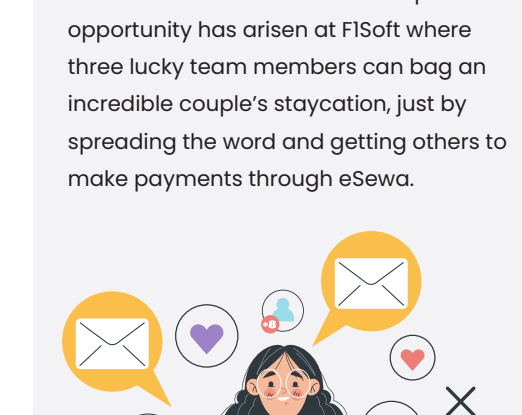 opportunity has arisen at F1Soft where
three lucky team members can bag an
incredible couple's staycation, just by
spreading the word and getting others to
make payments through eSewa.
+8